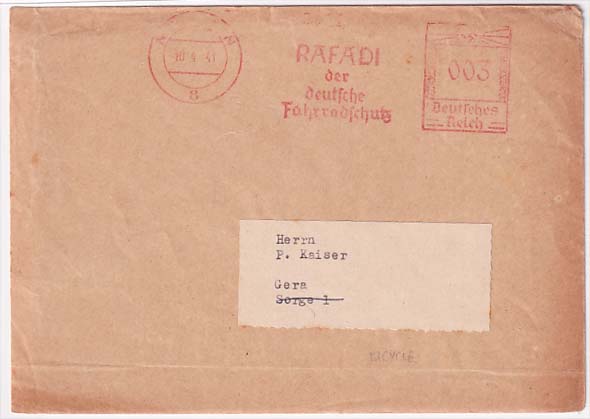 8
RAFADI
der
deutsche
Fahrradschutz
003
Deutsches
Reich
Herrn
P. Kaiser
Gera
Sorge 1
BICYCLE